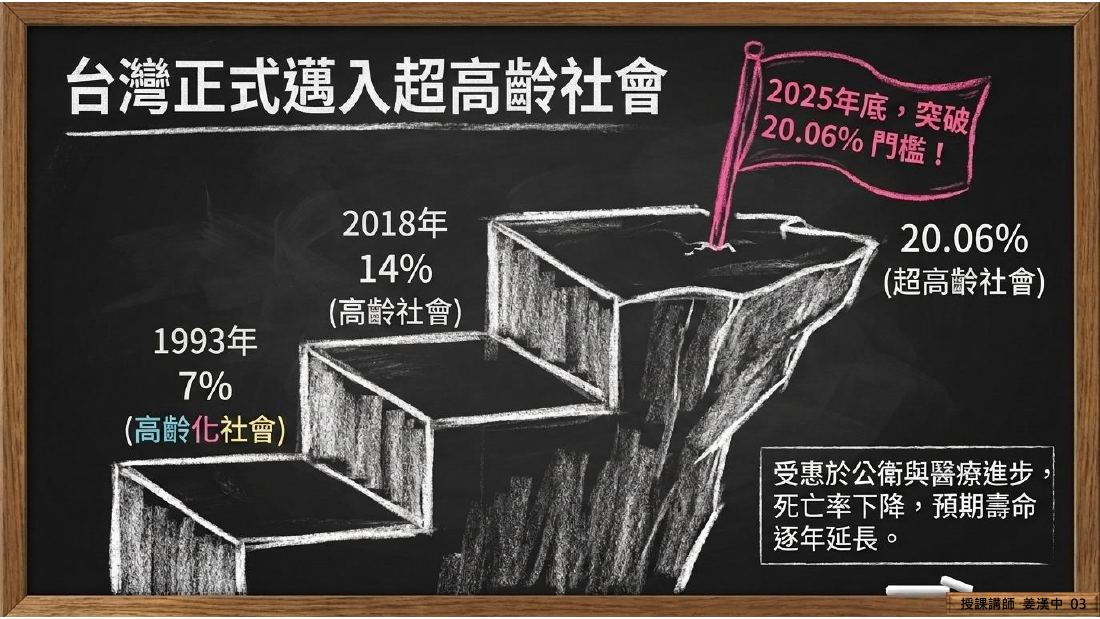 台灣正式邁入超高齡社會
2025年底，突破
20.06% 門檻！
2018年
14%
(高齡社會)
20.06%
(超高齡社會)
1993年
7%
(高齡化社會)
受惠於公衛與醫療進步，
死亡率下降，預期壽命
逐年延長。
授課講師 姜漢中 03